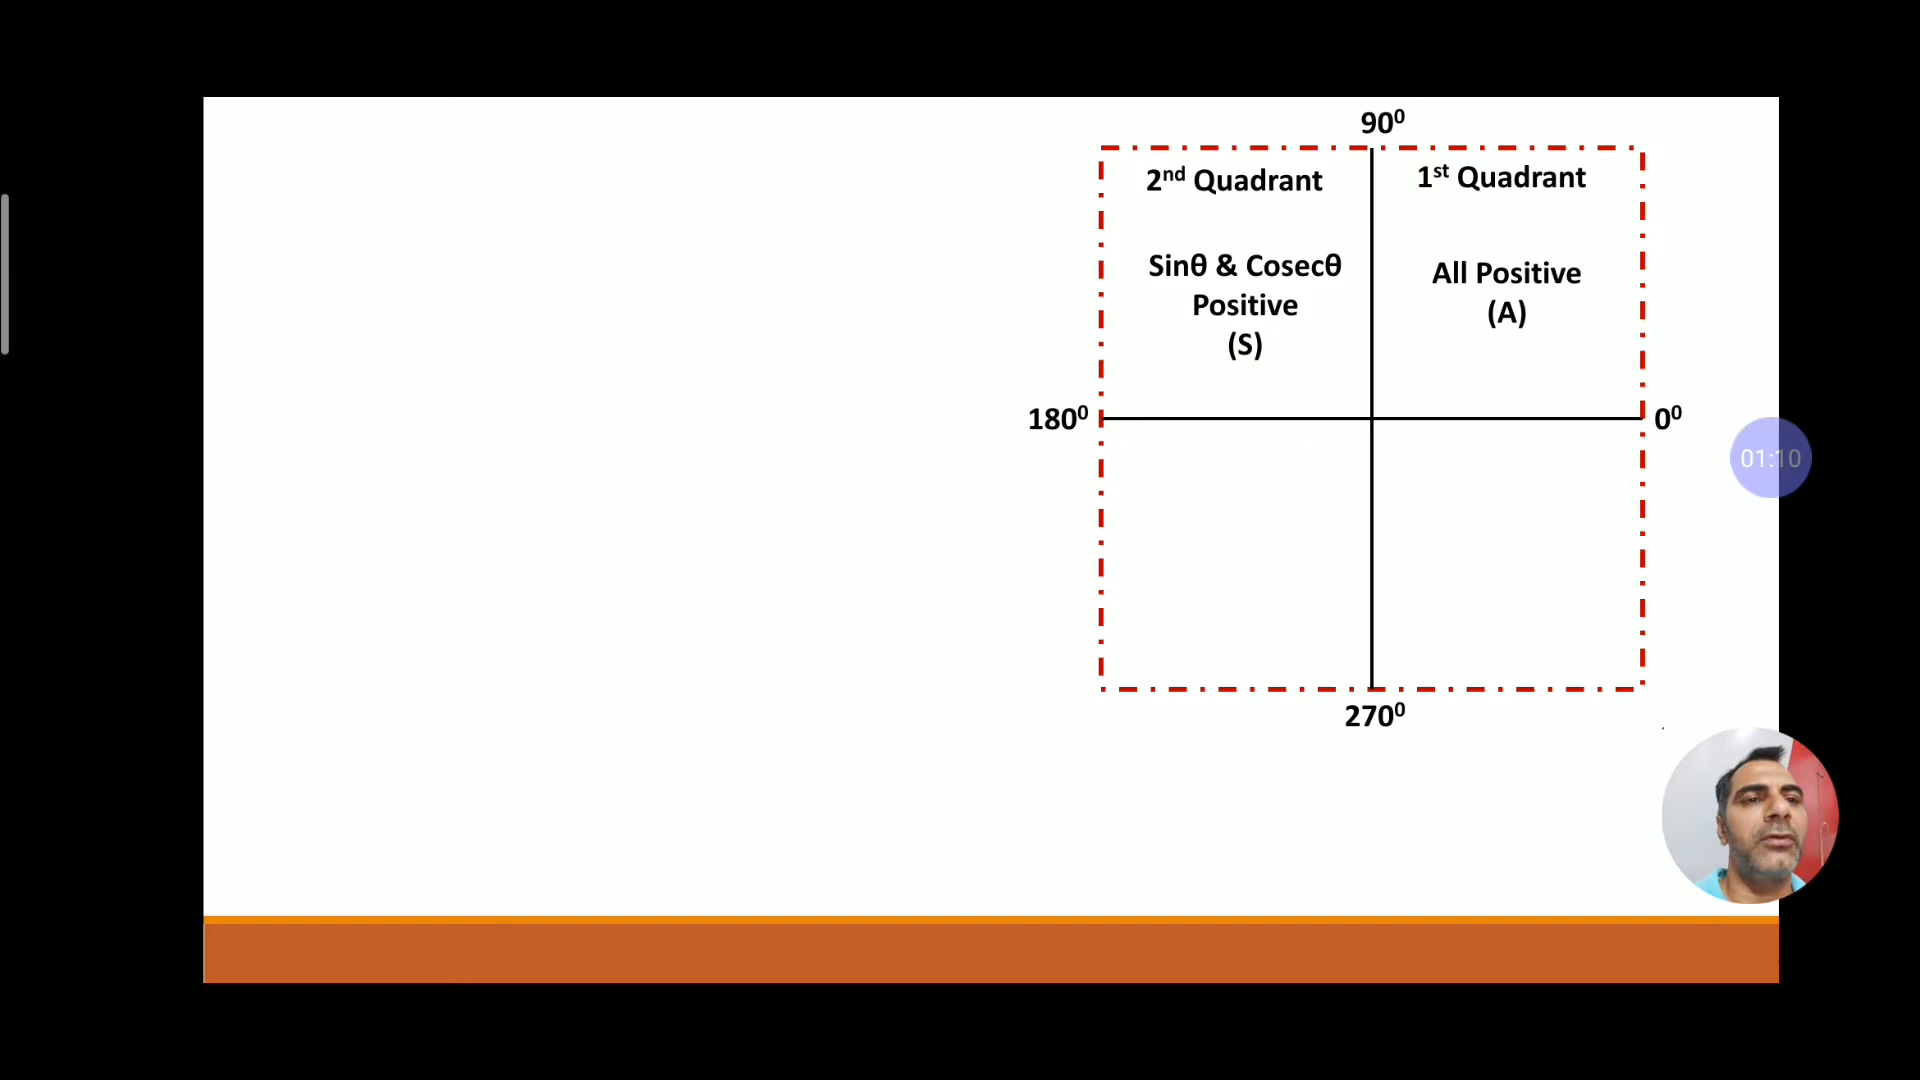 90⁰
2ⁿᵈ Quadrant
1ˢᵗ Quadrant
Sinθ & Cosecθ
Positive
(S)
All Positive
(A)
180⁰
0⁰
01:10
270⁰